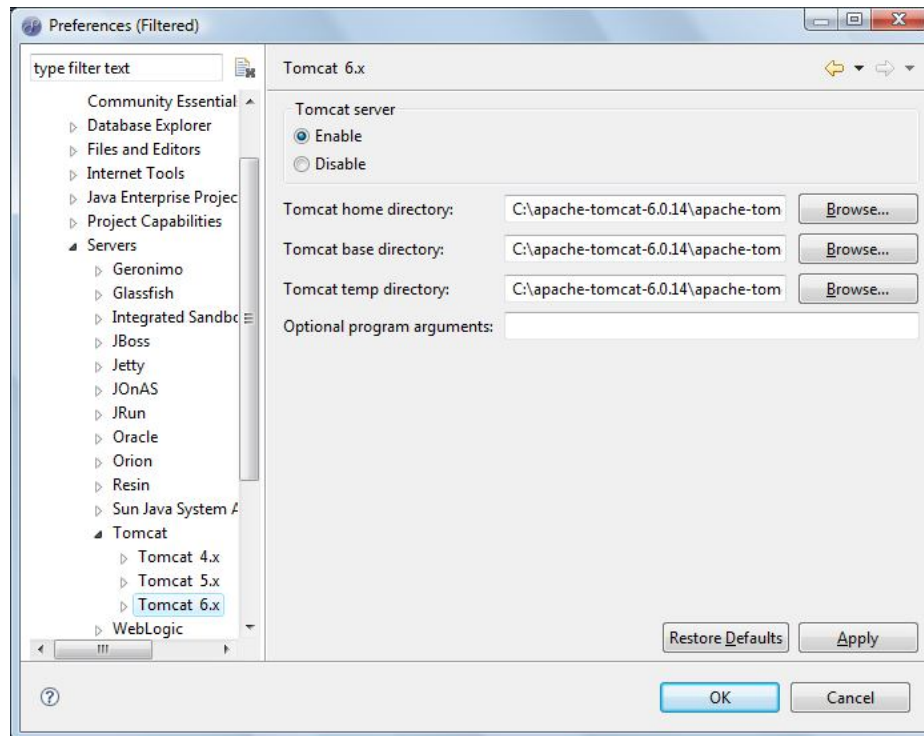 Preferences (Filtered)
type filter text
Community Essential
Database Explorer
Files and Editors
Internet Tools
Java Enterprise Projec
Project Capabilities
Servers
Geronimo
Glassfish
Integrated Sandbo
JBoss
Jetty
JOnAS
JRun
Oracle
Orion
Resin
Sun Java System A
Tomcat
Tomcat 4.x
Tomcat 5.x
Tomcat 6.x
WebLogic
Tomcat 6.x
Tomcat server
Enable
Disable
Tomcat home directory: C:\apache-tomcat-6.0.14\apache-tom Browse...
Tomcat base directory: C:\apache-tomcat-6.0.14\apache-tom Browse...
Tomcat temp directory: C:\apache-tomcat-6.0.14\apache-tom Browse...
Optional program arguments:
Restore Defaults Apply
OK Cancel